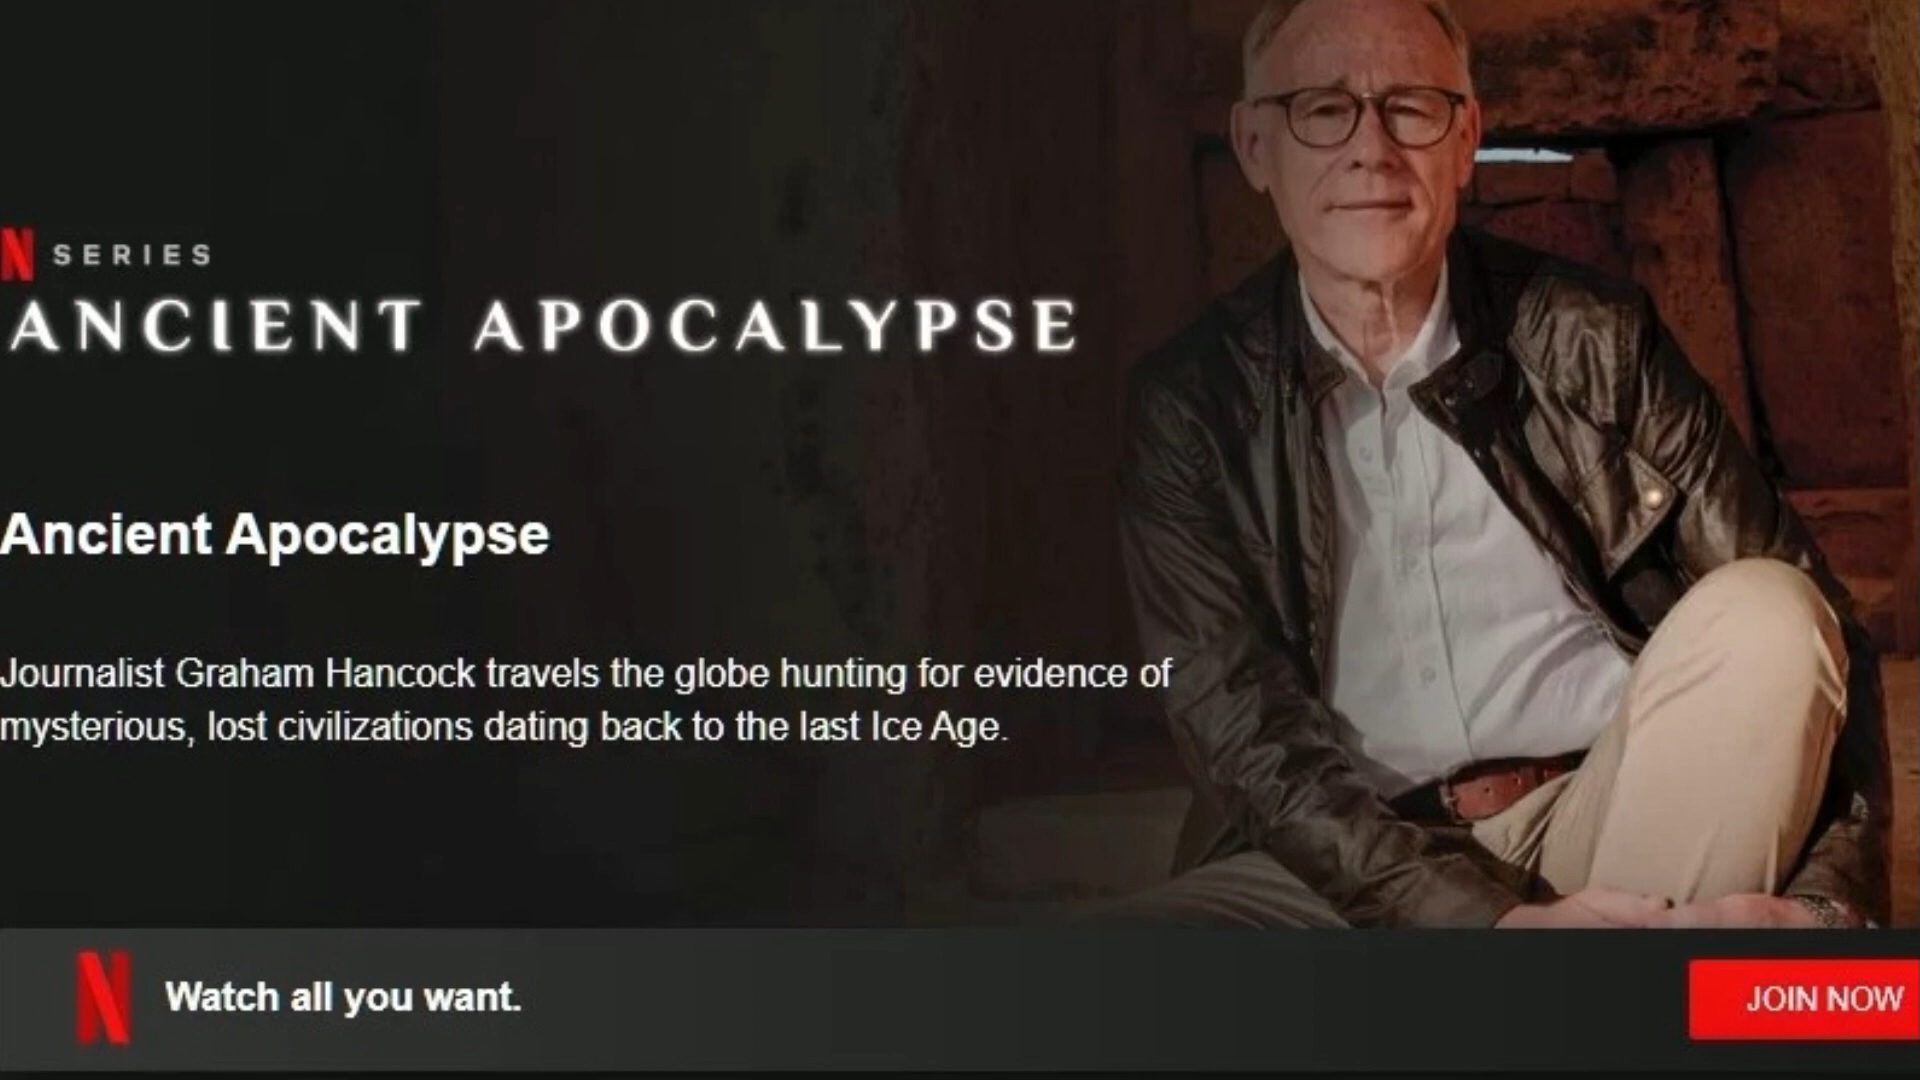 N SERIES
ANCIENT APOCALYPSE
Ancient Apocalypse
Journalist Graham Hancock travels the globe hunting for evidence of
mysterious, lost civilizations dating back to the last Ice Age.
N Watch all you want.
JOIN NOW